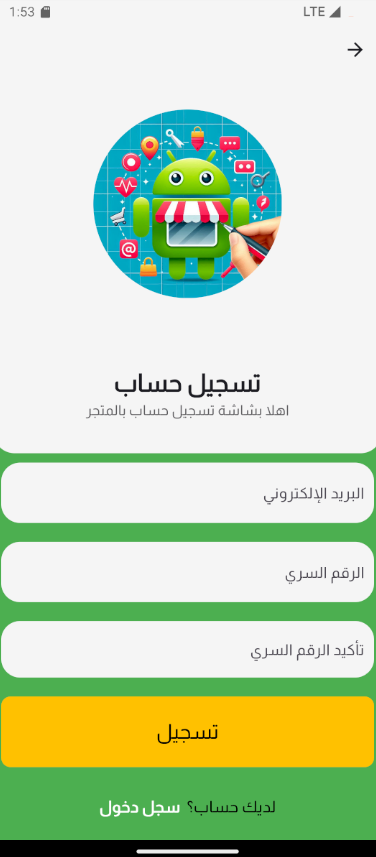 1:53 LTE
تسجيل حساب
اهلا بشاشة تسجيل حساب بالمتجر
البريد الإلكتروني
الرقم السري
تأكيد الرقم السري
تسجيل
لديك حساب؟ سجل دخول